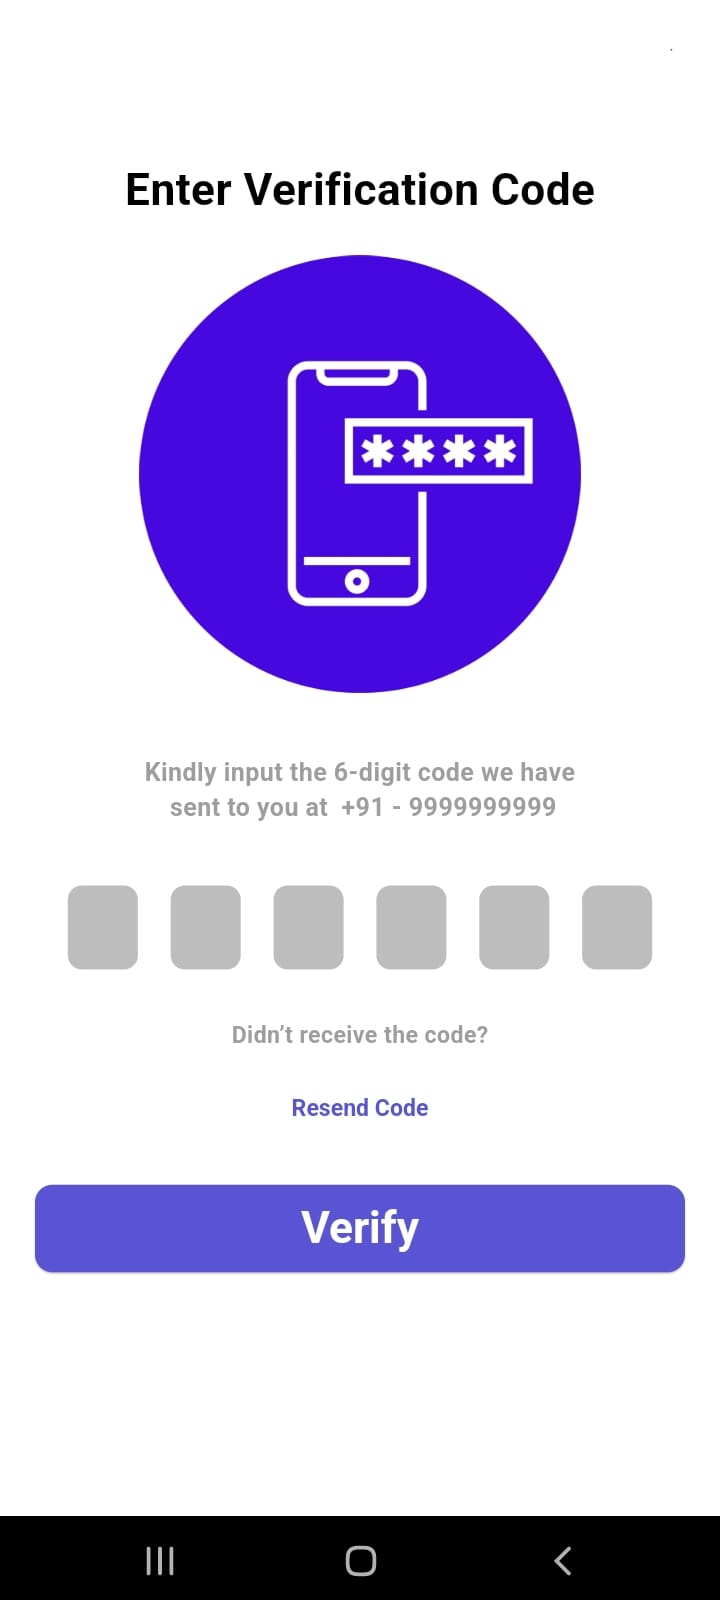 Enter Verification Code
****
Kindly input the 6-digit code we have
sent to you at  +91 - 9999999999
Didn’t receive the code?
Resend Code
Verify